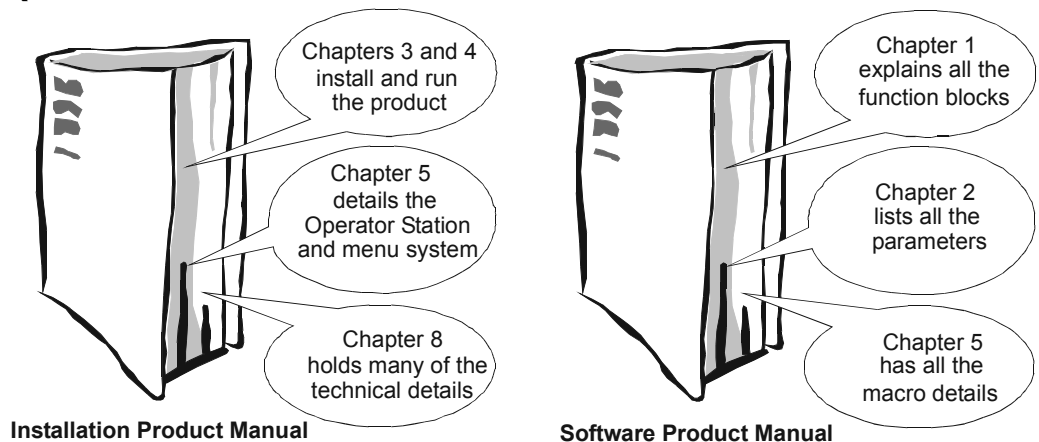 Chapters 3 and 4
install and run
the product
Chapter 5
details the
Operator Station
and menu system
Chapter 8
holds many of the
technical details
Installation Product Manual
Chapter 1
explains all the
function blocks
Chapter 2
lists all the
parameters
Chapter 5
has all the
macro details
Software Product Manual